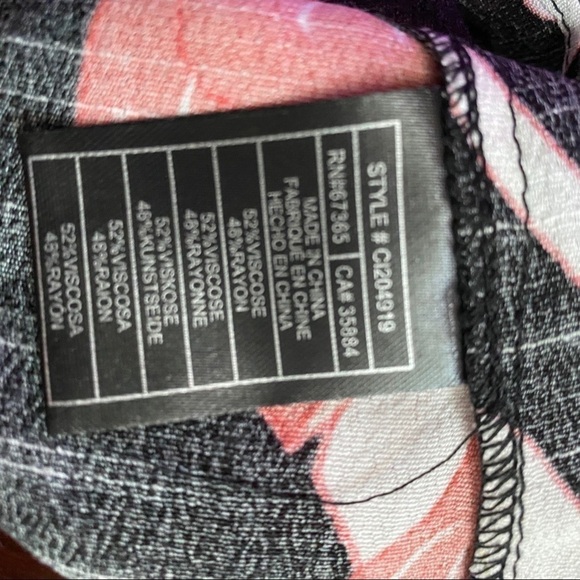 STYLE # CI204919
RN#67365 CA# 35884
MADE IN CHINA
FABRIQUÉ EN CHINE
HECHO EN CHINA
52%VISCOSE
48%RAYON
52%VISCOSE
48%RAYONNE
52%VISKOSE
48%KUNSTSEIDE
52%VISCOSA
48%RAION
52%VISCOSA
48%RAYON